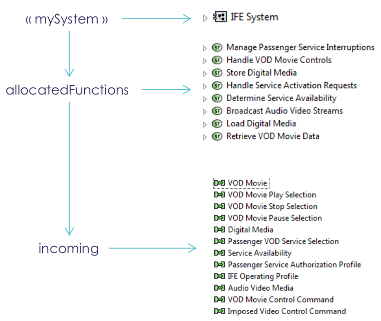 « mySystem »
IFE System
allocatedFunctions
Manage Passenger Service Interruptions
Handle VOD Movie Controls
Store Digital Media
Handle Service Activation Requests
Determine Service Availability
Broadcast Audio Video Streams
Load Digital Media
Retrieve VOD Movie Data
incoming
VOD Movie
VOD Movie Play Selection
VOD Movie Stop Selection
VOD Movie Pause Selection
Digital Media
Passenger VOD Service Selection
Service Availability
Passenger Service Authorization Profile
IFE Operating Profile
Audio Video Media
VOD Movie Control Command
Imposed Video Control Command